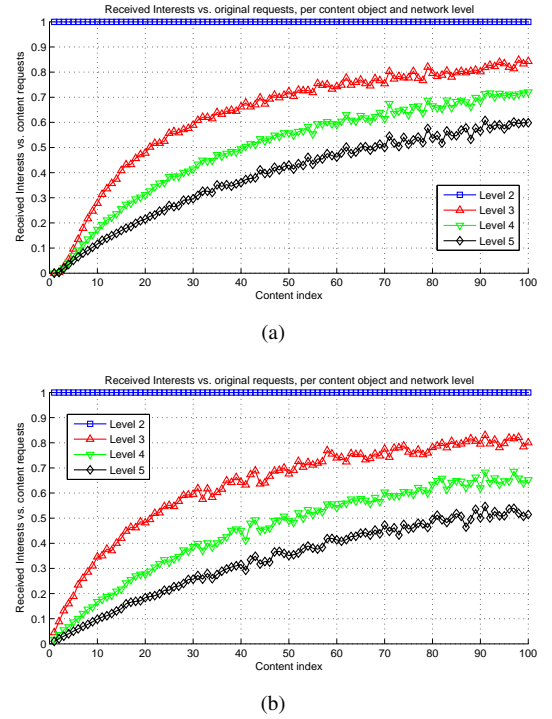 Received Interests vs. original requests, per content object and network level
Received Interests vs. content requests
1
0.9
0.8
0.7
0.6
0.5
0.4
0.3
0.2
0.1
0
Level 2
Level 3
Level 4
Level 5
0 10 20 30 40 50 60 70 80 90 100
Content index
(a)
Received Interests vs. original requests, per content object and network level
Received Interests vs. content requests
1
0.9
0.8
0.7
0.6
0.5
0.4
0.3
0.2
0.1
0
Level 2
Level 3
Level 4
Level 5
0 10 20 30 40 50 60 70 80 90 100
Content index
(b)